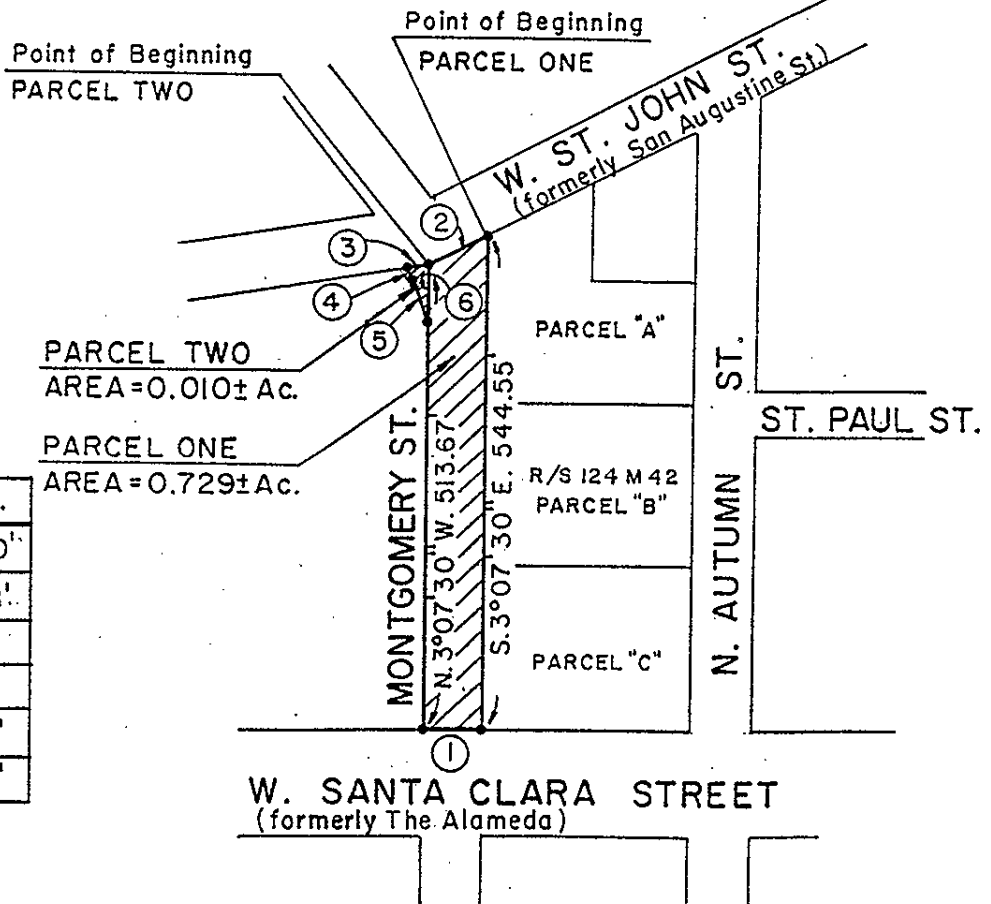 Point of Beginning
PARCEL ONE
Point of Beginning
PARCEL TWO
W. ST. JOHN ST.
(formerly San Augustine St.)
2
3
4
5
6
PARCEL TWO
AREA=0.010± Ac.
PARCEL ONE
AREA=0.729± Ac.
MONTGOMERY ST.
N. 3°07'30" W. 513.67
S. 3°07'30" E. 544.55'
PARCEL "A"
R/S 124 M 42
PARCEL "B"
PARCEL "C"
N. AUTUMN ST.
ST. PAUL ST.
1
W. SANTA CLARA STREET
(formerly The Alameda)